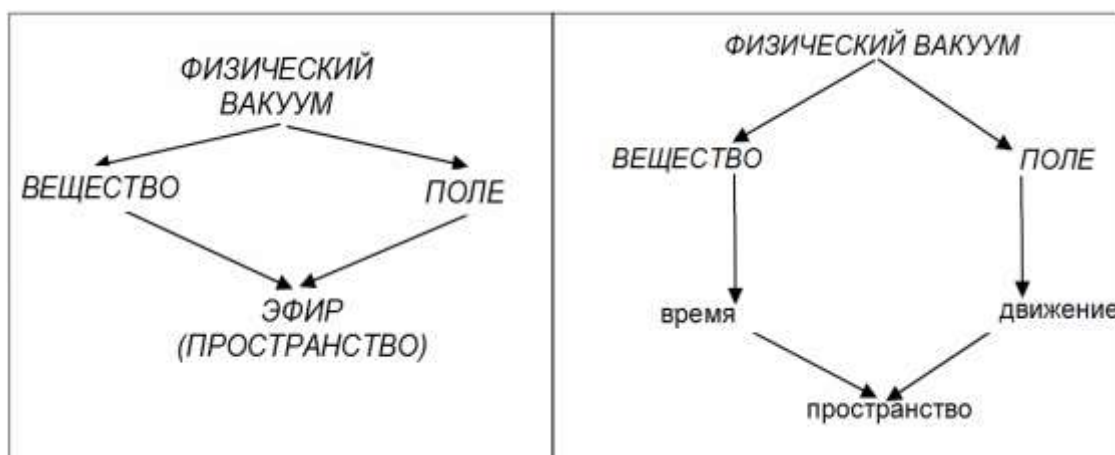 ФИЗИЧЕСКИЙ
ВАКУУМ
ВЕЩЕСТВО
ПОЛЕ
ЭФИР
(ПРОСТРАНСТВО)
ФИЗИЧЕСКИЙ ВАКУУМ
ВЕЩЕСТВО
ПОЛЕ
время
движение
пространство